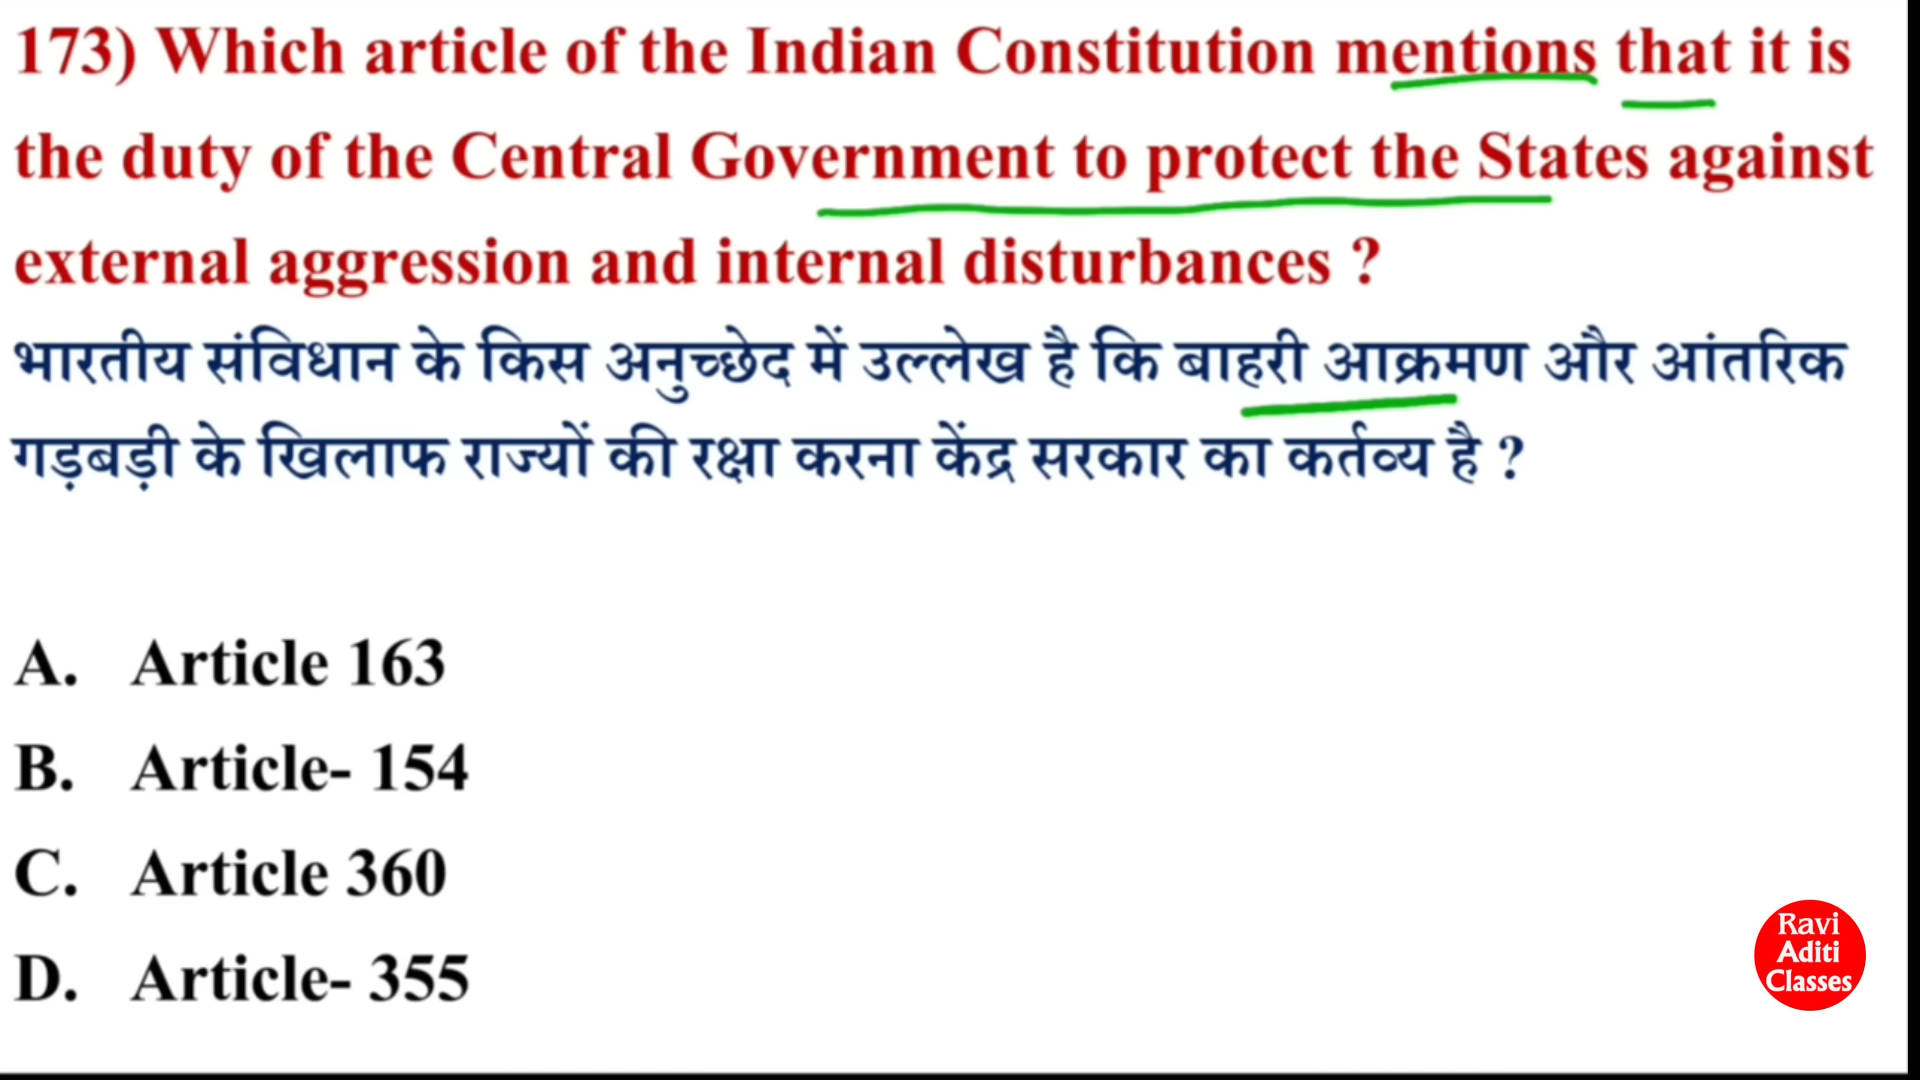 173) Which article of the Indian Constitution mentions that it is
the duty of the Central Government to protect the States against
external aggression and internal disturbances ?
भारतीय संविधान के किस अनुच्छेद में उल्लेख है कि बाहरी आक्रमण और आंतरिक
गड़बड़ी के खिलाफ राज्यों की रक्षा करना केंद्र सरकार का कर्तव्य है ?
A. Article 163
B. Article- 154
C. Article 360
D. Article- 355
Ravi
Aditi
Classes